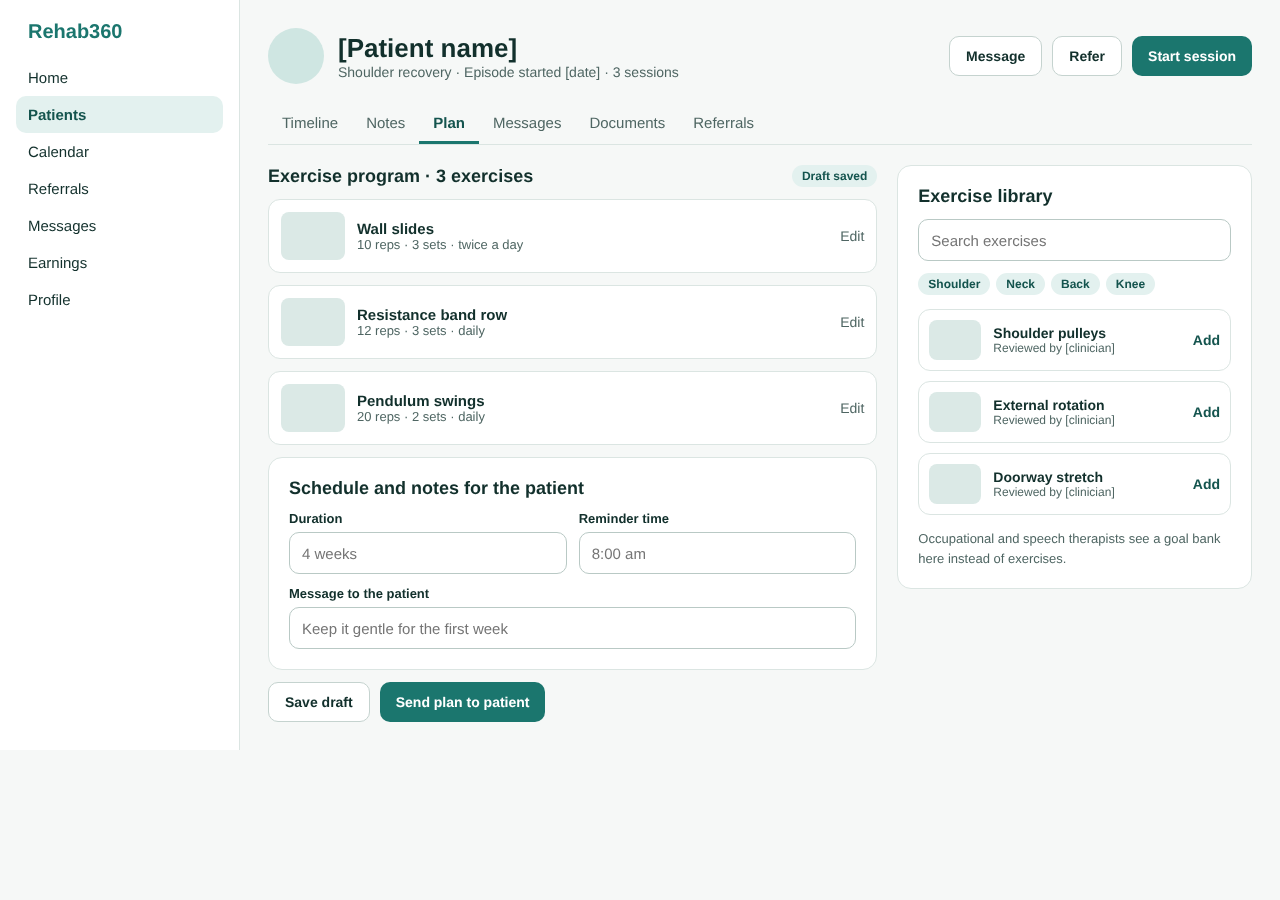 Rehab360
Home
Patients
Calendar
Referrals
Messages
Earnings
Profile
[Patient name]
Shoulder recovery · Episode started [date] · 3 sessions
Message
Refer
Start session
Timeline
Notes
Plan
Messages
Documents
Referrals
Exercise program · 3 exercises
Draft saved
Wall slides
10 reps · 3 sets · twice a day
Edit
Resistance band row
12 reps · 3 sets · daily
Edit
Pendulum swings
20 reps · 2 sets · daily
Edit
Schedule and notes for the patient
Duration
4 weeks
Reminder time
8:00 am
Message to the patient
Keep it gentle for the first week
Save draft
Send plan to patient
Exercise library
Search exercises
Shoulder
Neck
Back
Knee
Shoulder pulleys
Reviewed by [clinician]
Add
External rotation
Reviewed by [clinician]
Add
Doorway stretch
Reviewed by [clinician]
Add
Occupational and speech therapists see a goal bank
here instead of exercises.